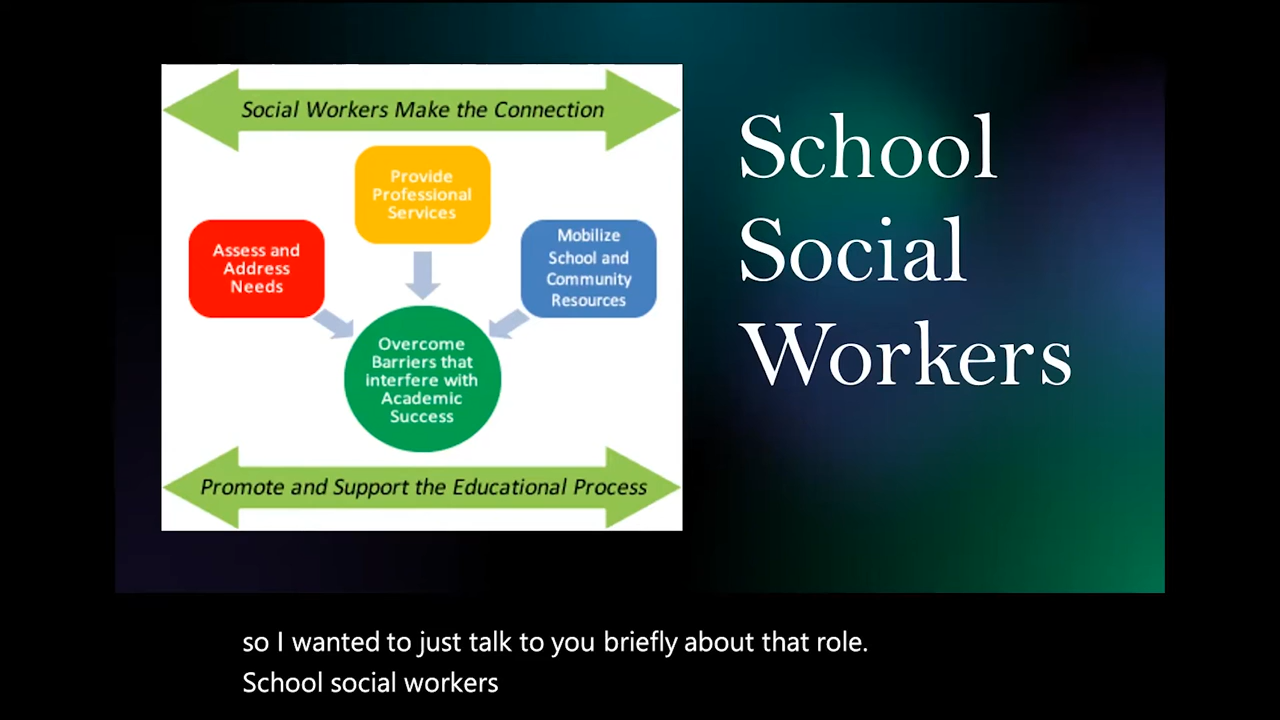 Social Workers Make the Connection
Provide
Professional
Services
Assess and
Address
Needs
Mobilize
School and
Community
Resources
Overcome
Barriers that
interfere with
Academic
Success
Promote and Support the Educational Process
School
Social
Workers
so I wanted to just talk to you briefly about that role.
School social workers